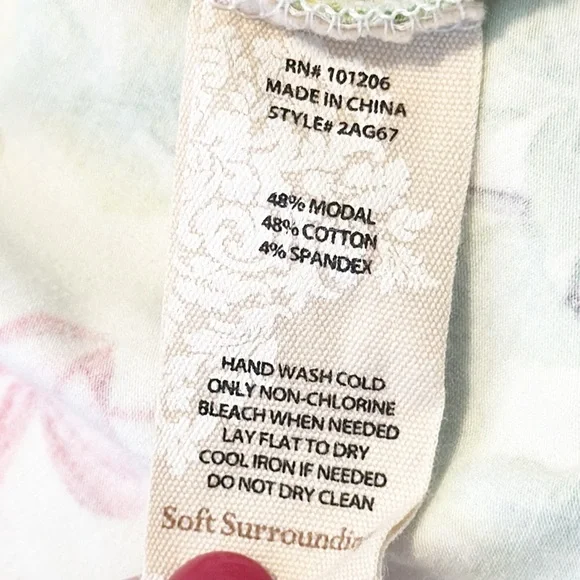 RN# 101206
MADE IN CHINA
STYLE# 2AG67
48% MODAL
48% COTTON
4% SPANDEX
HAND WASH COLD
ONLY NON-CHLORINE
BLEACH WHEN NEEDED
LAY FLAT TO DRY
COOL IRON IF NEEDED
DO NOT DRY CLEAN
Soft Surroundin